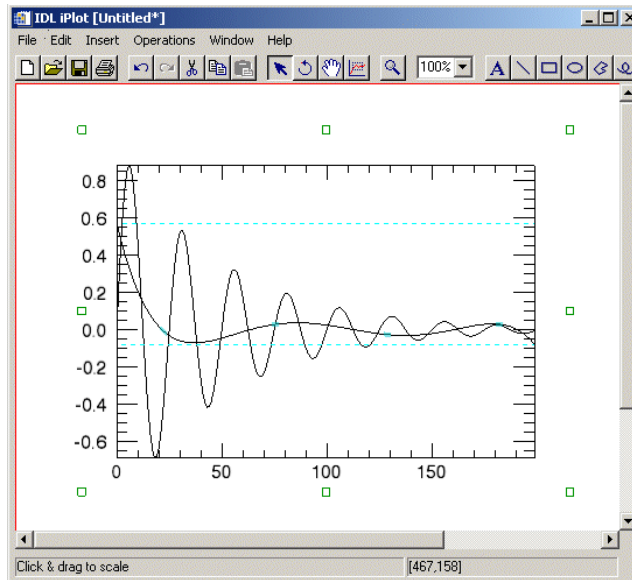 IDL iPlot [Untitled*]
File Edit Insert Operations Window Help
100% A
0.8
0.6
0.4
0.2
0.0
-0.2
-0.4
-0.6
0 50 100 150
Click & drag to scale [467,158]